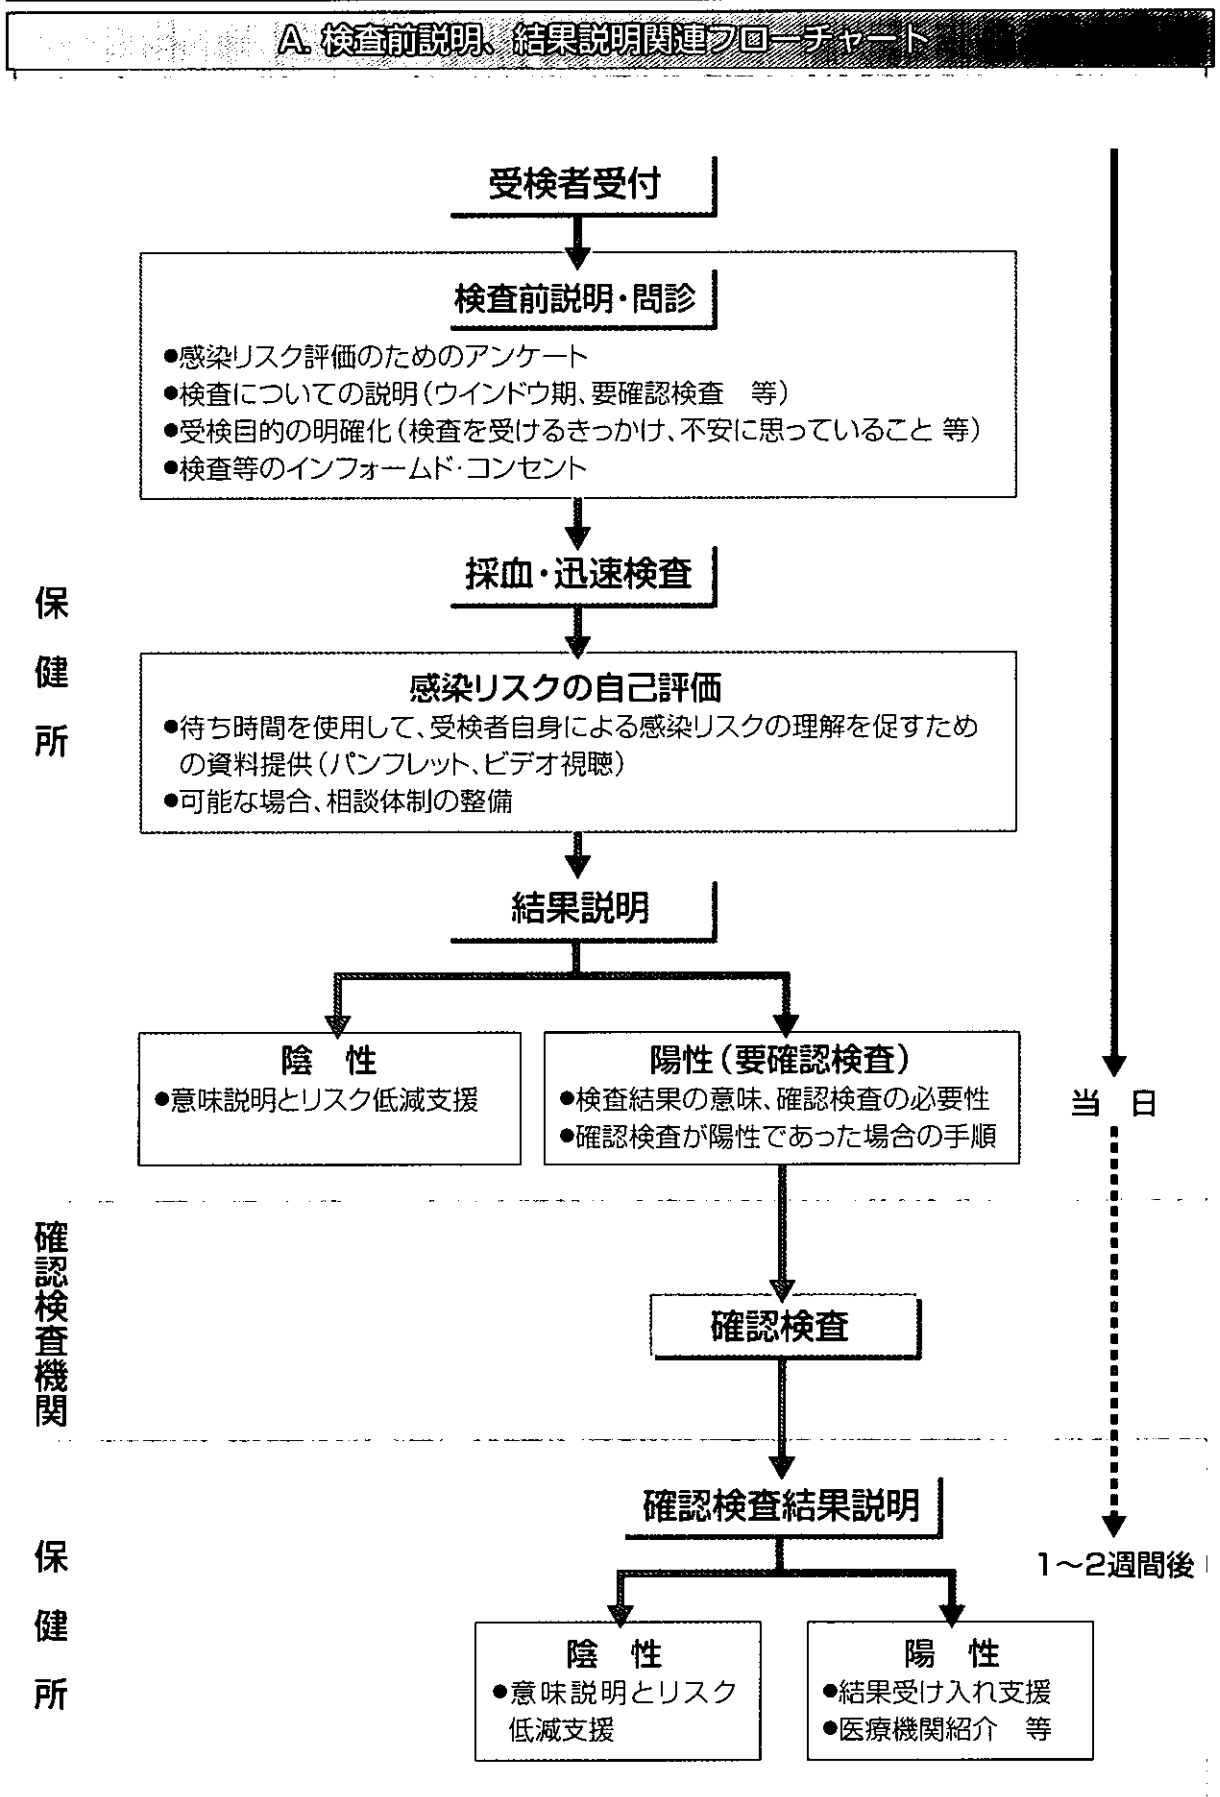 A. 検査前説明、結果説明関連フローチャート
受検者受付
検査前説明・問診
●感染リスク評価のためのアンケート
●検査についての説明(ウインドウ期、要確認検査 等)
●受検目的の明確化(検査を受けるきっかけ、不安に思っていること 等)
●検査等のインフォームド・コンセント
採血・迅速検査
保健所
感染リスクの自己評価
●待ち時間を使用して、受検者自身による感染リスクの理解を促すため
の資料提供(パンフレット、ビデオ視聴)
●可能な場合、相談体制の整備
結果説明
陰 性
●意味説明とリスク低減支援
陽性(要確認検査)
●検査結果の意味、確認検査の必要性
●確認検査が陽性であった場合の手順
当 日
確認検査機関
確認検査
確認検査結果説明
1〜2週間後
保健所
陰 性
●意味説明とリスク
低減支援
陽 性
●結果受け入れ支援
●医療機関紹介 等